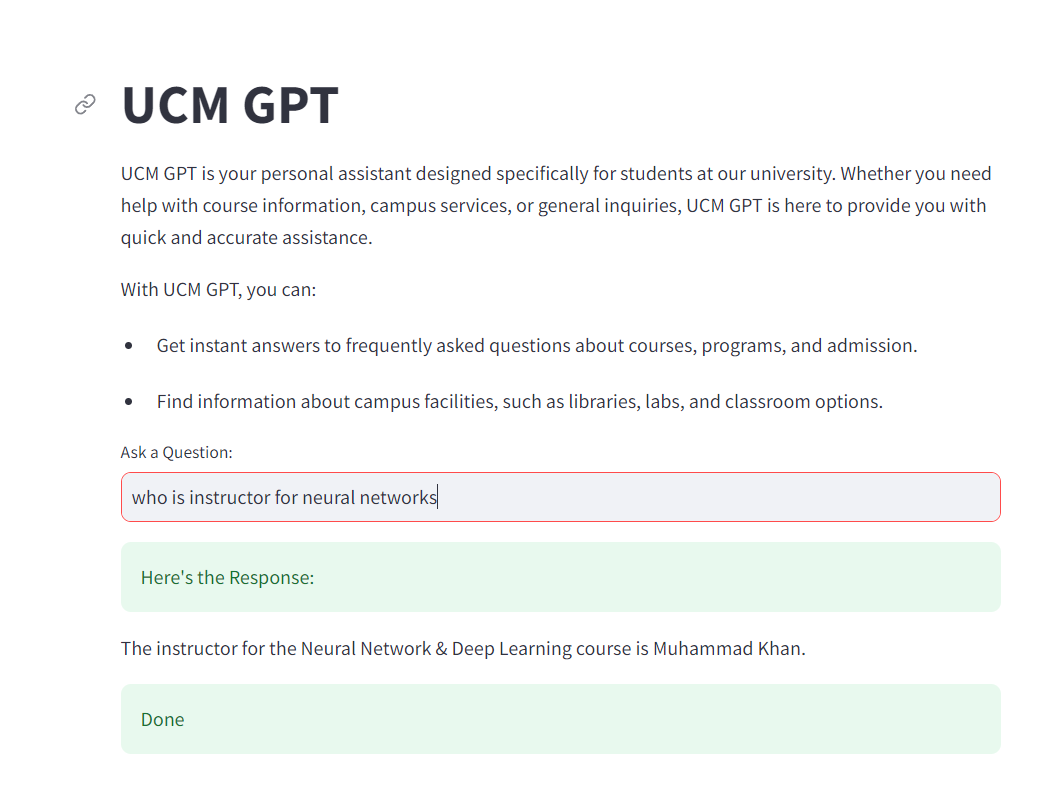 UCM GPT
UCM GPT is your personal assistant designed specifically for students at our university. Whether you need
help with course information, campus services, or general inquiries, UCM GPT is here to provide you with
quick and accurate assistance.
With UCM GPT, you can:
• Get instant answers to frequently asked questions about courses, programs, and admission.
• Find information about campus facilities, such as libraries, labs, and classroom options.
Ask a Question:
who is instructor for neural networks
Here's the Response:
The instructor for the Neural Network & Deep Learning course is Muhammad Khan.
Done